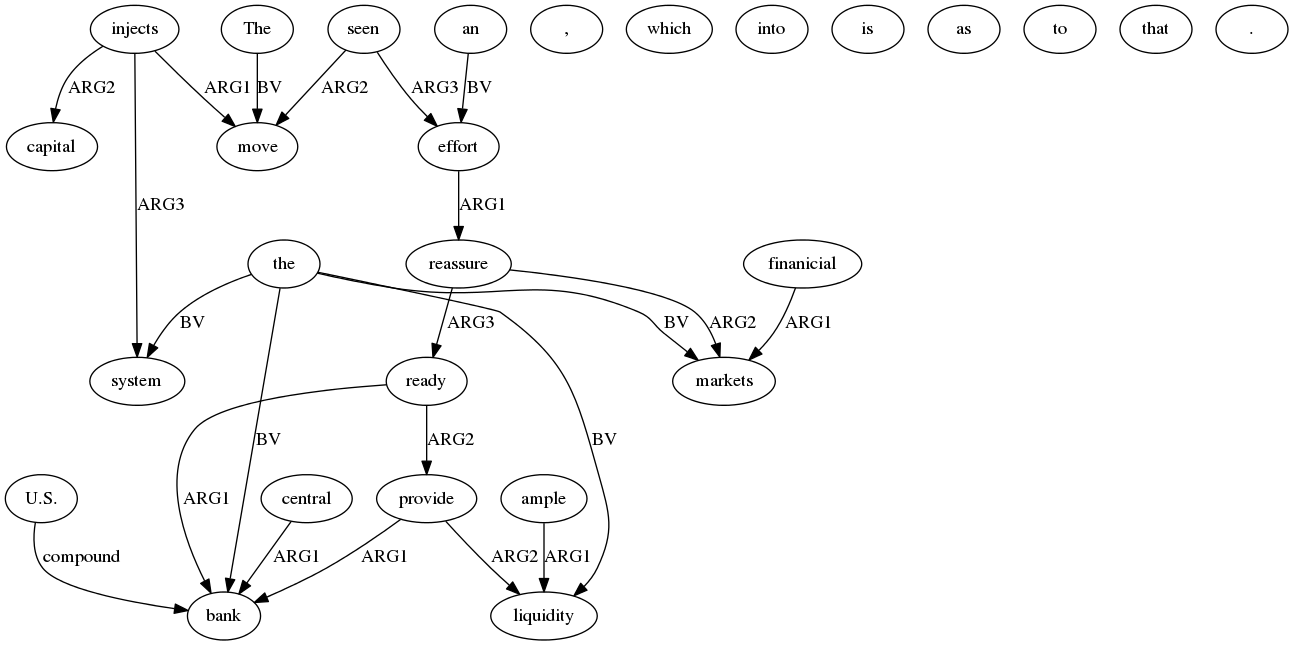 injects The seen an , which into is as to that .
ARG2 ARG1 BV ARG2 ARG3 BV
capital move effort
ARG3 ARG1
the reassure finanicial
BV ARG3 BV ARG2 ARG1
system ready markets
BV ARG2 BV
U.S. central provide ample
ARG1
compound ARG1 ARG1 ARG2 ARG1
bank liquidity